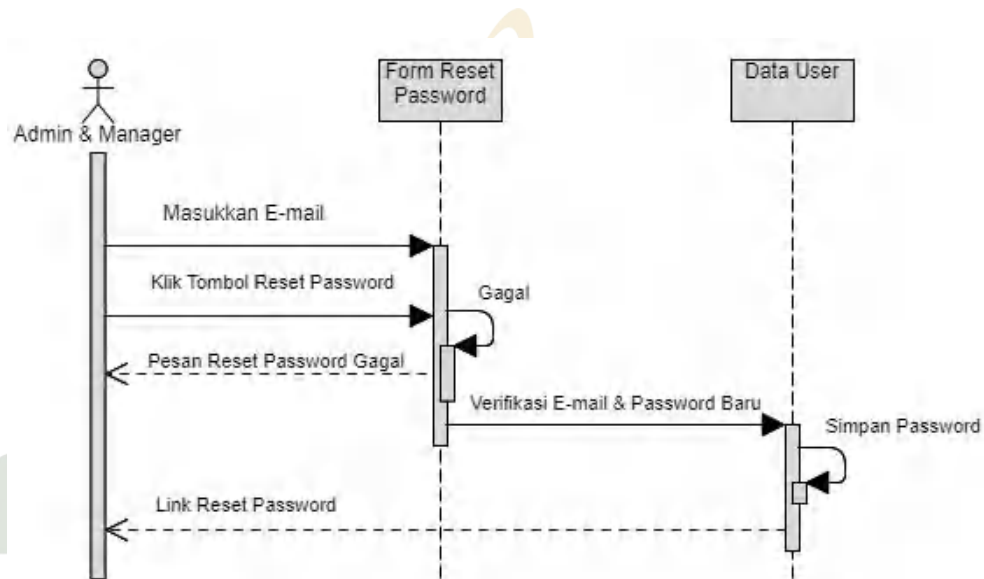 Form Reset
Password
Data User
Admin & Manager
Masukkan E-mail
Klik Tombol Reset Password
Gagal
Pesan Reset Password Gagal
Verifikasi E-mail & Password Baru
Simpan Password
Link Reset Password